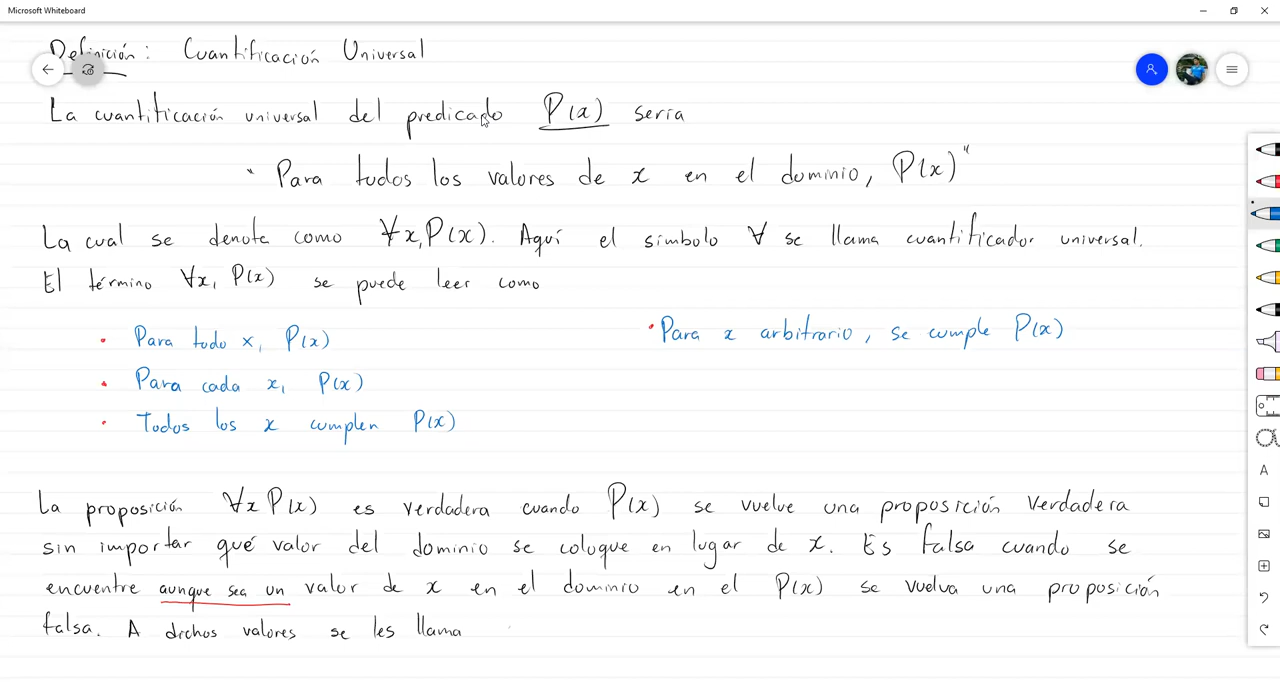 Microsoft Whiteboard
Definición: Cuantificación Universal
La cuantificación universal del predicado P(x) sería
"Para todos los valores de x en el dominio, P(x)"
La cual se denota como ∀x, P(x). Aquí el símbolo ∀ se llama cuantificador universal.
El término ∀x, P(x) se puede leer como
• Para todo x, P(x)
• Para cada x, P(x)
• Todos los x cumplen P(x)
• Para x arbitrario, se cumple P(x)
La proposición ∀x P(x) es verdadera cuando P(x) se vuelve una proposición verdadera
sin importar qué valor del dominio se coloque en lugar de x. Es falsa cuando se
encuentre aunque sea un valor de x en el dominio en el P(x) se vuelva una proposición
falsa. A dichos valores se les llama